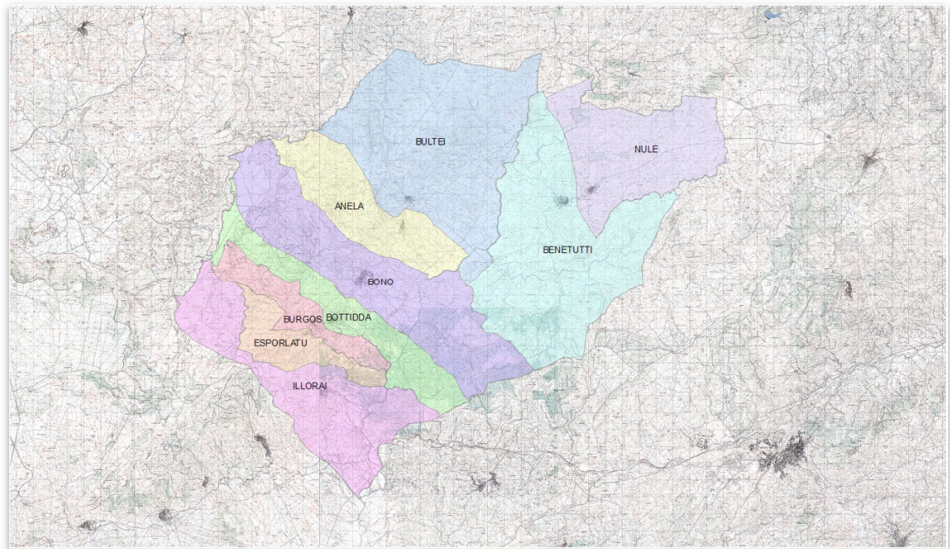 BULTEI
NULE
ANELA
BENETUTTI
BONO
BURGOS
BOTTIDDA
ESPORLATU
ILLORAI